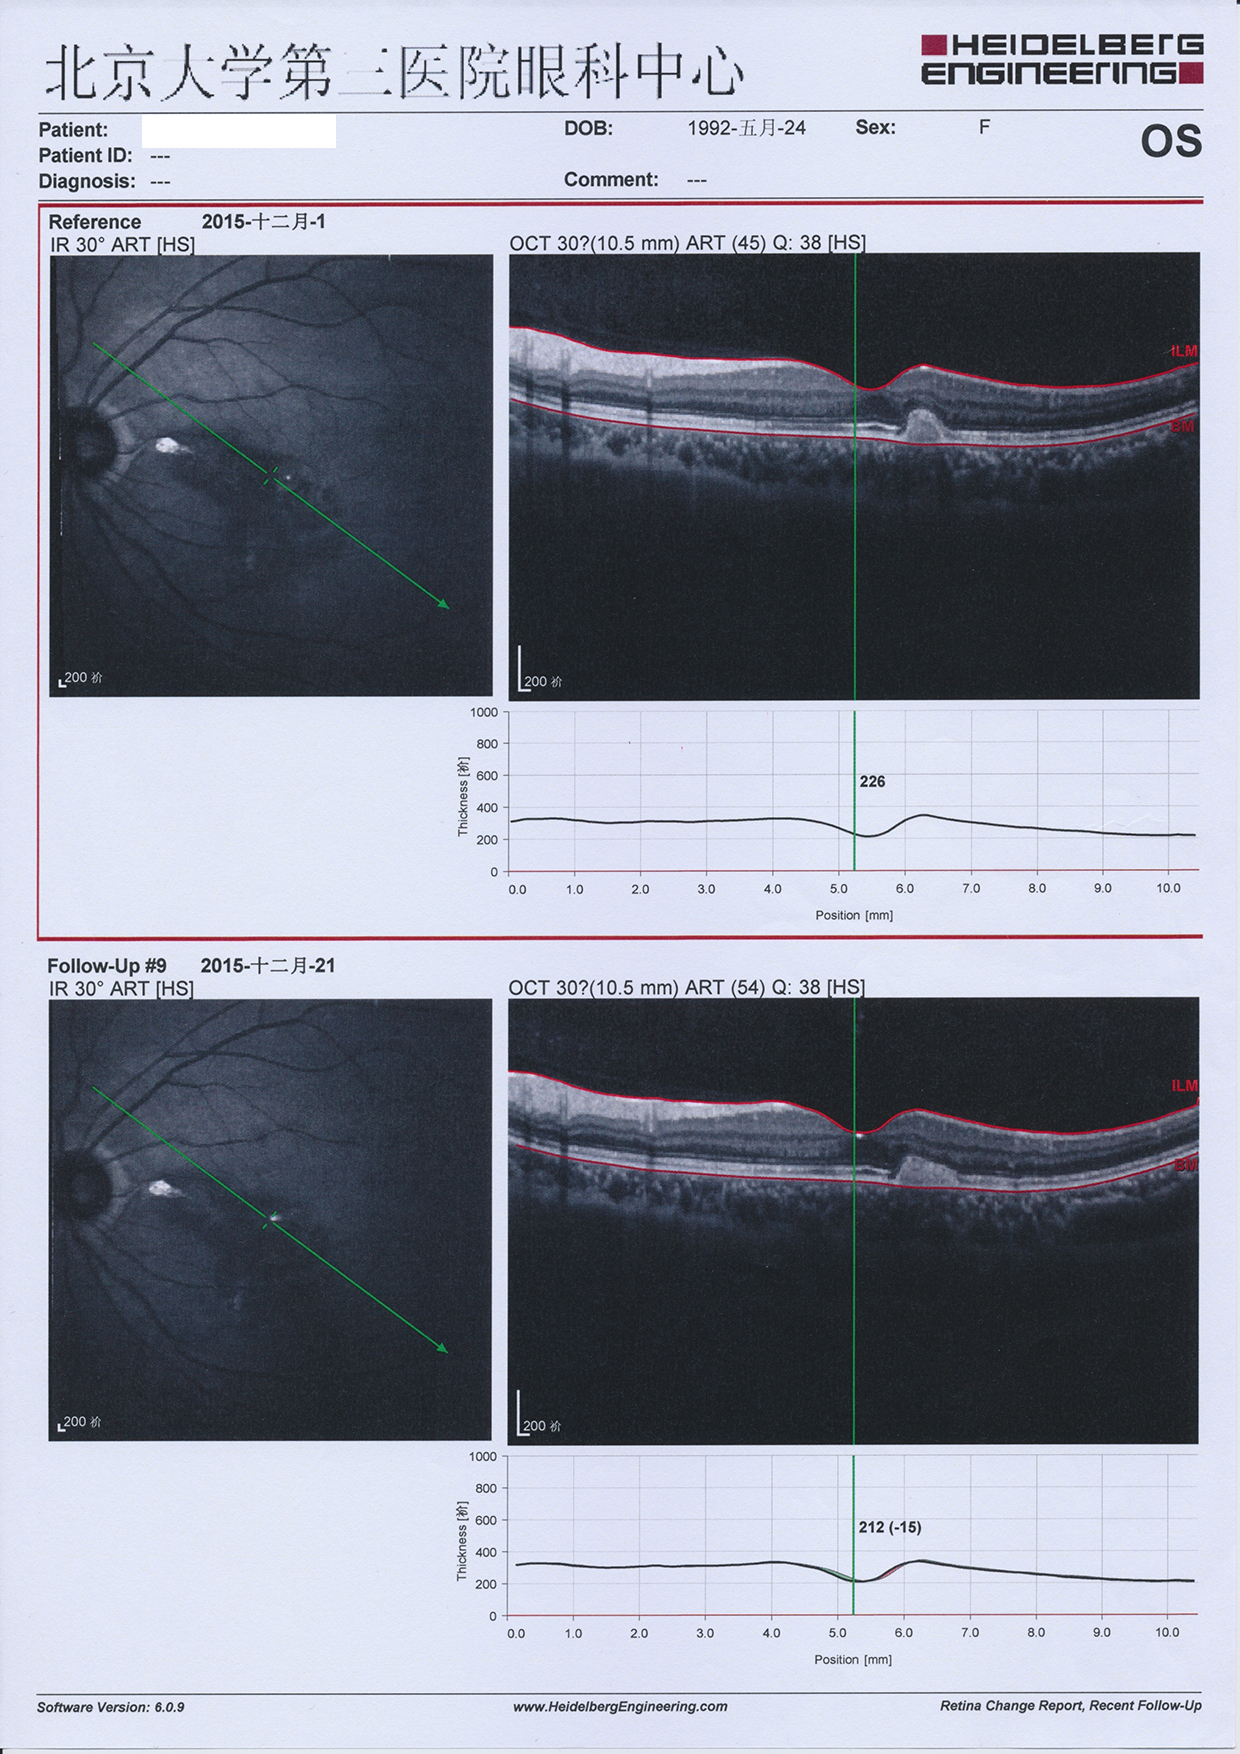 北京大学第三医院眼科中心
HEIDELBERG
ENGINEERING
Patient:
DOB: 1992-五月-24 Sex: F
OS
Patient ID: ---
Diagnosis: ---
Comment: ---
Reference 2015-十二月-1
IR 30° ART [HS]
OCT 30?(10.5 mm) ART (45) Q: 38 [HS]
ILM
BM
200 祄
200 祄
1000
800
600
400
200
0
Thickness [祄]
226
0.0 1.0 2.0 3.0 4.0 5.0 6.0 7.0 8.0 9.0 10.0
Position [mm]
Follow-Up #9 2015-十二月-21
IR 30° ART [HS]
OCT 30?(10.5 mm) ART (54) Q: 38 [HS]
ILM
BM
200 祄
200 祄
1000
800
600
400
200
0
Thickness [祄]
212 (-15)
0.0 1.0 2.0 3.0 4.0 5.0 6.0 7.0 8.0 9.0 10.0
Position [mm]
Software Version: 6.0.9
www.HeidelbergEngineering.com
Retina Change Report, Recent Follow-Up